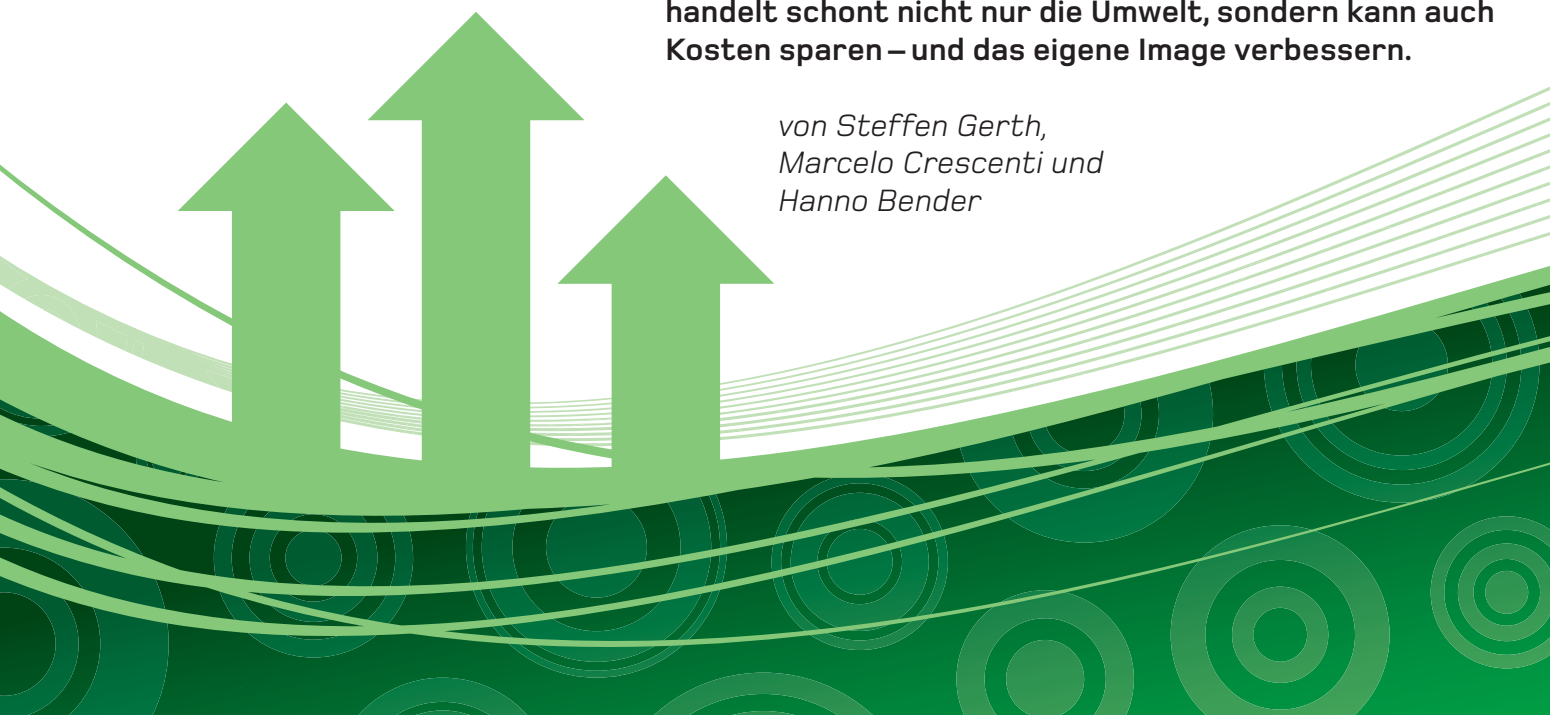 handelt schont nicht nur die Umwelt, sondern kann auch
Kosten sparen – und das eigene Image verbessern.
von Steffen Gerth,
Marcelo Crescenti und
Hanno Bender